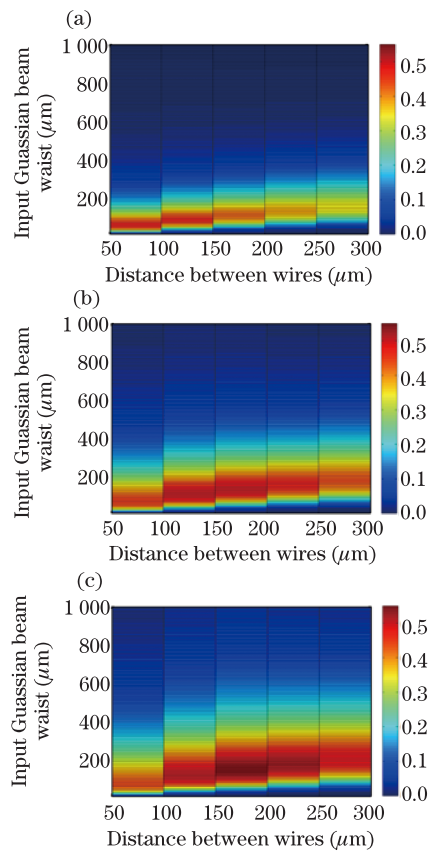 (a)
1 000
800
600
400
200
50 100 150 200 250 300
Input Guassian beam
waist (μm)
Distance between wires (μm)
0.5
0.4
0.3
0.2
0.1
0.0
(b)
1 000
800
600
400
200
50 100 150 200 250 300
Input Guassian beam
waist (μm)
Distance between wires (μm)
0.5
0.4
0.3
0.2
0.1
0.0
(c)
1 000
800
600
400
200
50 100 150 200 250 300
Input Guassian beam
waist (μm)
Distance between wires (μm)
0.5
0.4
0.3
0.2
0.1
0.0